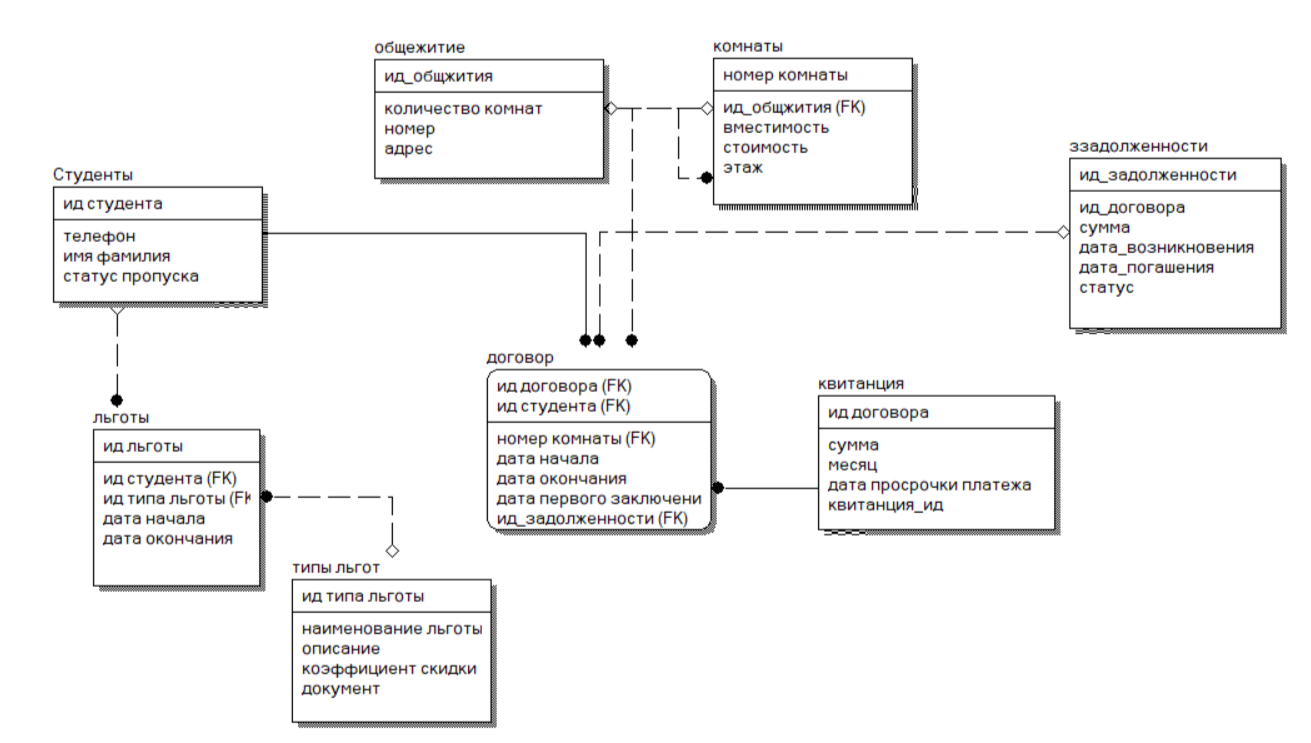 общежитие
ид_общжития
количество комнат
номер
адрес
комнаты
номер комнаты
ид_общжития (FK)
вместимость
стоимость
этаж
ззадолженности
ид_задолженности
ид_договора
сумма
дата_возникновения
дата_погашения
статус
Студенты
ид студента
телефон
имя фамилия
статус пропуска
договор
ид договора (FK)
ид студента (FK)
номер комнаты (FK)
дата начала
дата окончания
дата первого заключени
ид_задолженности (FK)
квитанция
ид договора
сумма
месяц
дата просрочки платежа
квитанция_ид
льготы
ид льготы
ид студента (FK)
ид типа льготы (FK
дата начала
дата окончания
типы льгот
ид типа льготы
наименование льготы
описание
коэффициент скидки
документ